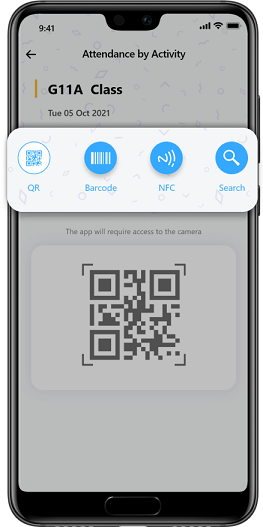 9:41
Attendance by Activity
G11A Class
Tue 05 Oct 2021
QR Barcode NFC Search
The app will require access to the camera